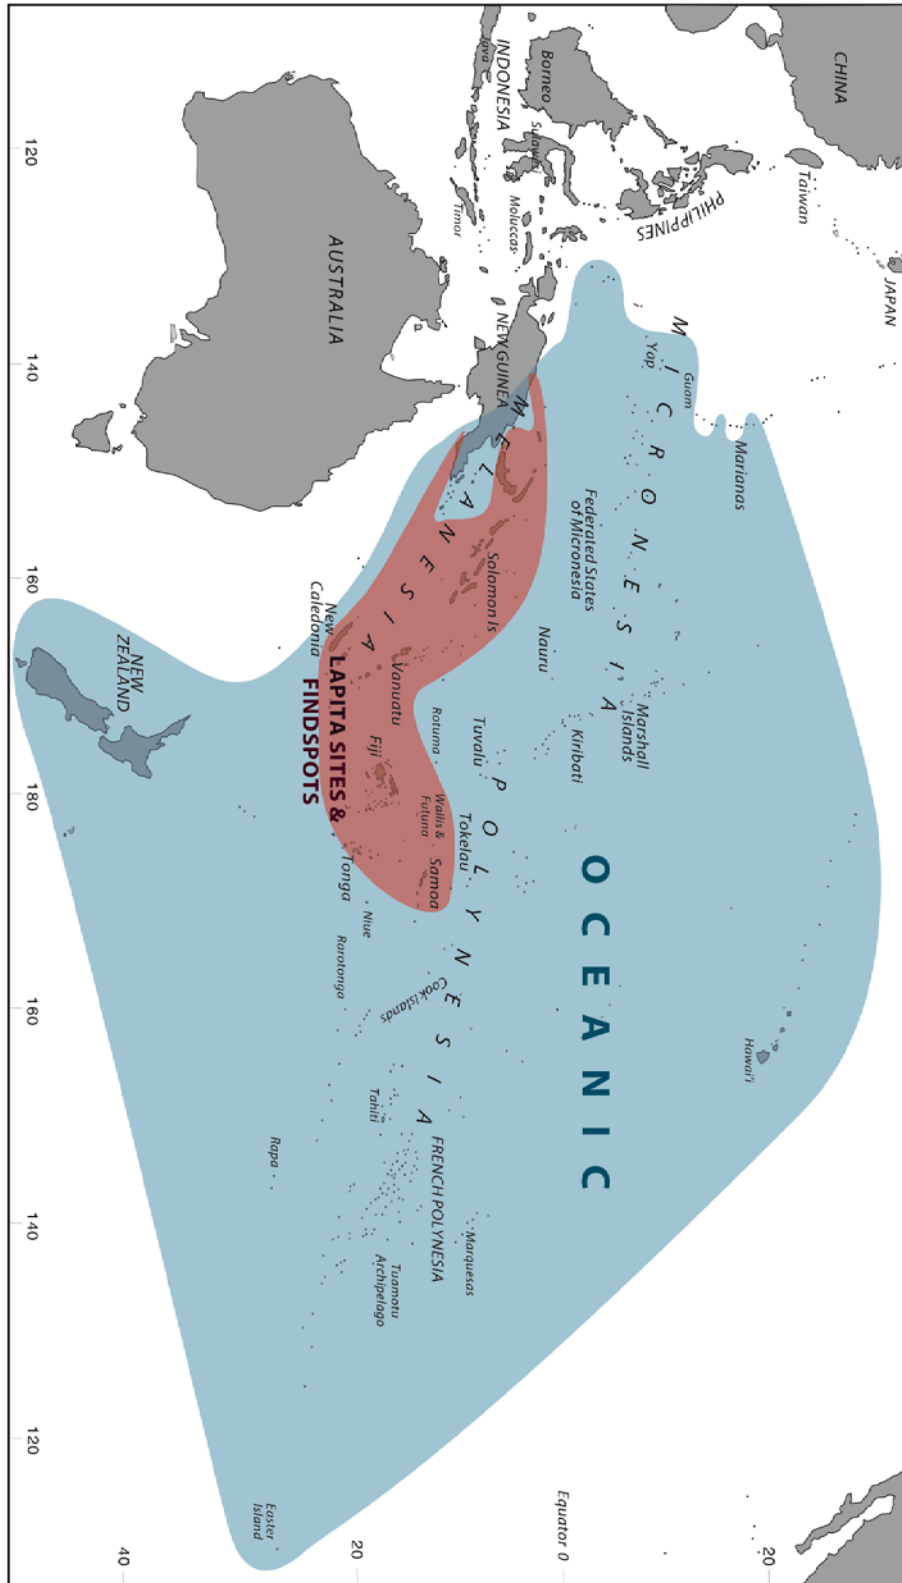 CHINA
Taiwan
JAPAN
PHILIPPINES
Borneo
INDONESIA
Java
Sulawesi
Moluccas
Timor
NEW GUINEA
AUSTRALIA
MICRONESIA
Yap
Guam
Marianas
Federated States
of Micronesia
MELANESIA
Solomon Is
Nauru
Marshall
Islands
Kiribati
New
Caledonia
Vanuatu
LAPITA SITES &
FINDSPOTS
Fiji
Rotuma
Tuvalu
Wallis &
Futuna
Tokelau
Samoa
Tonga
Niue
Rarotonga
Cook Islands
POLYNESIA
OCEANIC
Hawai'i
Tahiti
FRENCH POLYNESIA
Marquesas
Tuamotu
Archipelago
Rapa
NEW
ZEALAND
Easter
Island
Equator 0
20
20
40
120
140
160
180
160
140
120